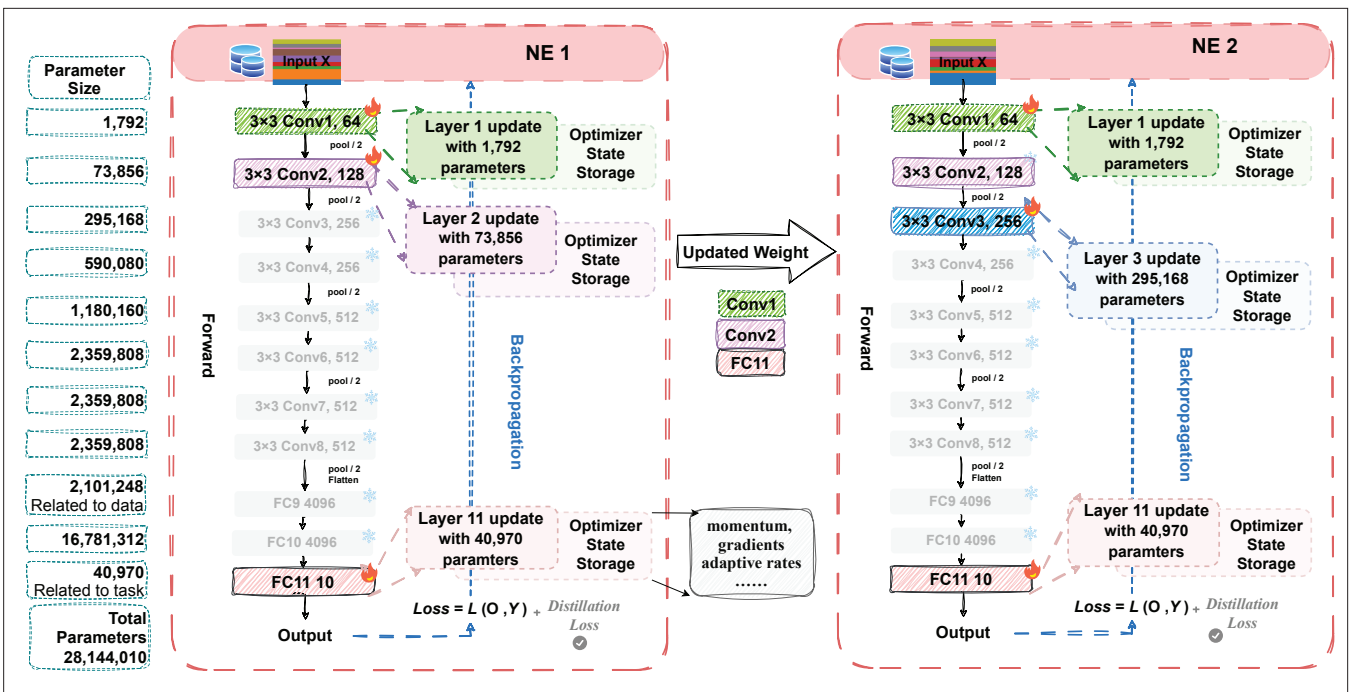 Parameter
Size
1,792
73,856
295,168
590,080
1,180,160
2,359,808
2,359,808
2,359,808
2,101,248
Related to data
16,781,312
40,970
Related to task
Total
Parameters
28,144,010
NE 1
Input X
3×3 Conv1, 64
pool / 2
3×3 Conv2, 128
pool / 2
3×3 Conv3, 256
3×3 Conv4, 256
pool / 2
3×3 Conv5, 512
3×3 Conv6, 512
pool / 2
3×3 Conv7, 512
3×3 Conv8, 512
pool / 2
Flatten
FC9 4096
FC10 4096
FC11 10
Output
Forward
Layer 1 update
with 1,792
parameters
Optimizer
State
Storage
Layer 2 update
with 73,856
parameters
Optimizer
State
Storage
Backpropagation
Layer 11 update
with 40,970
paramters
Optimizer
State
Storage
Loss = L (O ,Y) + Distillation
Loss
Updated Weight
Conv1
Conv2
FC11
momentum,
gradients
adaptive rates
......
NE 2
Input X
3×3 Conv1, 64
pool / 2
3×3 Conv2, 128
pool / 2
3×3 Conv3, 256
3×3 Conv4, 256
pool / 2
3×3 Conv5, 512
3×3 Conv6, 512
pool / 2
3×3 Conv7, 512
3×3 Conv8, 512
pool / 2
Flatten
FC9 4096
FC10 4096
FC11 10
Output
Forward
Layer 1 update
with 1,792
parameters
Optimizer
State
Storage
Layer 3 update
with 295,168
parameters
Optimizer
State
Storage
Backpropagation
Layer 11 update
with 40,970
paramters
Optimizer
State
Storage
Loss = L (O ,Y) + Distillation
Loss